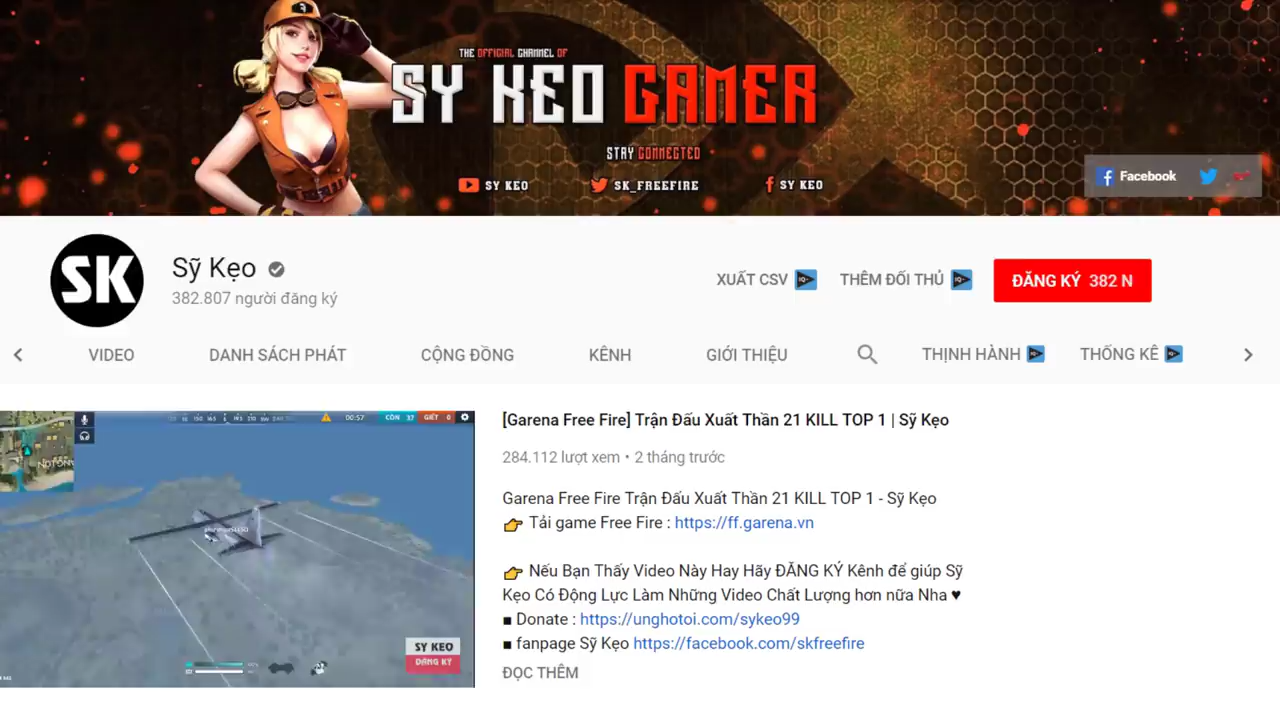 THE OFFICIAL CHANNEL OF
SY KEO GAMER
STAY CONNECTED
SY KEO
SK_FREEFIRE
SY KEO
Facebook
SK
Sỹ Kẹo
382.807 người đăng ký
XUẤT CSV
THÊM ĐỐI THỦ
ĐĂNG KÝ 382 N
VIDEO
DANH SÁCH PHÁT
CỘNG ĐỒNG
KÊNH
GIỚI THIỆU
THỊNH HÀNH
THỐNG KÊ
00:57
CÒN 37
GIẾT 0
SY KEO
ĐĂNG KÝ
[Garena Free Fire] Trận Đấu Xuất Thần 21 KILL TOP 1 | Sỹ Kẹo
284.112 lượt xem • 2 tháng trước
Garena Free Fire Trận Đấu Xuất Thần 21 KILL TOP 1 - Sỹ Kẹo
👉 Tải game Free Fire : https://ff.garena.vn
👉 Nếu Bạn Thấy Video Này Hay Hãy ĐĂNG KÝ Kênh để giúp Sỹ
Kẹo Có Động Lực Làm Những Video Chất Lượng hơn nữa Nha ♥
■ Donate : https://unghotoi.com/sykeo99
■ fanpage Sỹ Kẹo https://facebook.com/skfreefire
ĐỌC THÊM